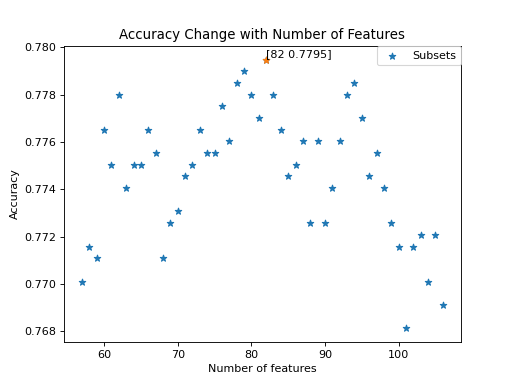 Accuracy Change with Number of Features
[82 0.7795]
Subsets
0.780
0.778
0.776
0.774
0.772
0.770
0.768
Accuracy
60 70 80 90 100
Number of features